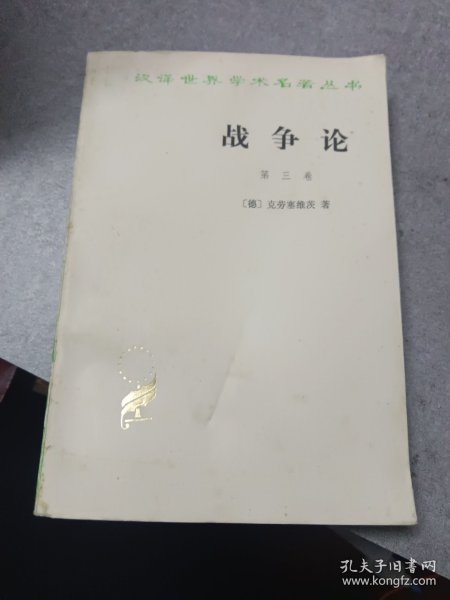 汉译世界学术名著丛书
战争论
第三卷
〔德〕克劳塞维茨 著
孔夫子旧书网
www.kongfz.com